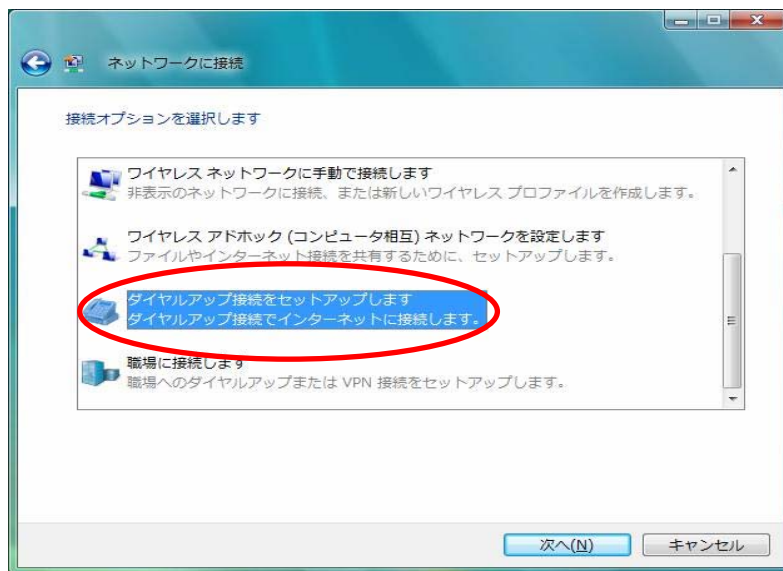 ネットワークに接続
接続オプションを選択します
ワイヤレス ネットワークに手動で接続します
非表示のネットワークに接続、または新しいワイヤレス プロファイルを作成します。
ワイヤレス アドホック (コンピュータ相互) ネットワークを設定します
ファイルやインターネット接続を共有するために、セットアップします。
ダイヤルアップ接続をセットアップします
ダイヤルアップ接続でインターネットに接続します。
職場に接続します
職場へのダイヤルアップまたは VPN 接続をセットアップします。
次へ(N)
キャンセル